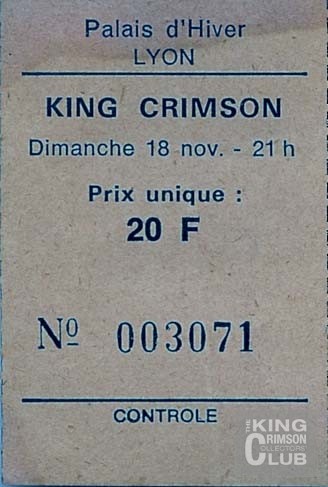 Palais d'Hiver
LYON
KING CRIMSON
Dimanche 18 nov. - 21 h
Prix unique :
20 F
Nº 003071
CONTROLE
THE
KING
CRIMSON
COLLECTORS'
CLUB